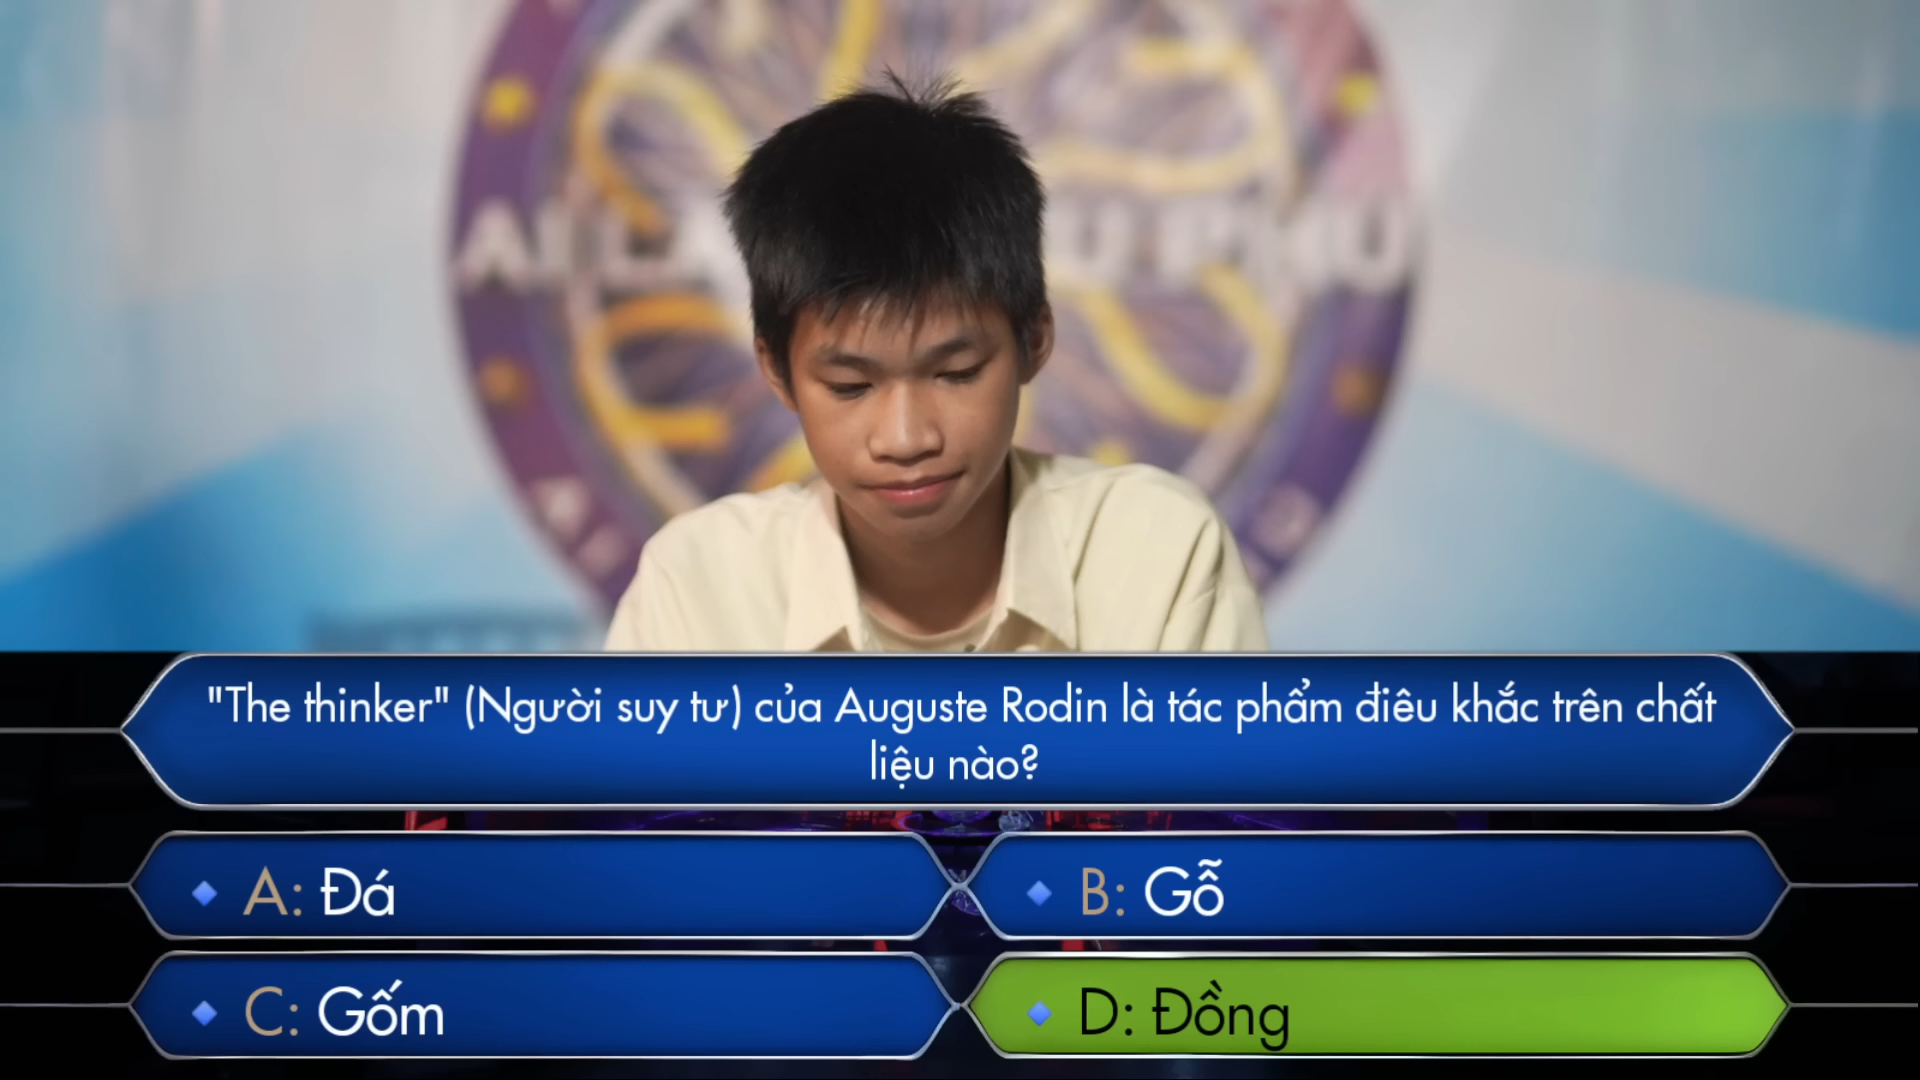 "The thinker" (Người suy tư) của Auguste Rodin là tác phẩm điêu khắc trên chất
liệu nào?
A: Đá
B: Gỗ
C: Gốm
D: Đồng